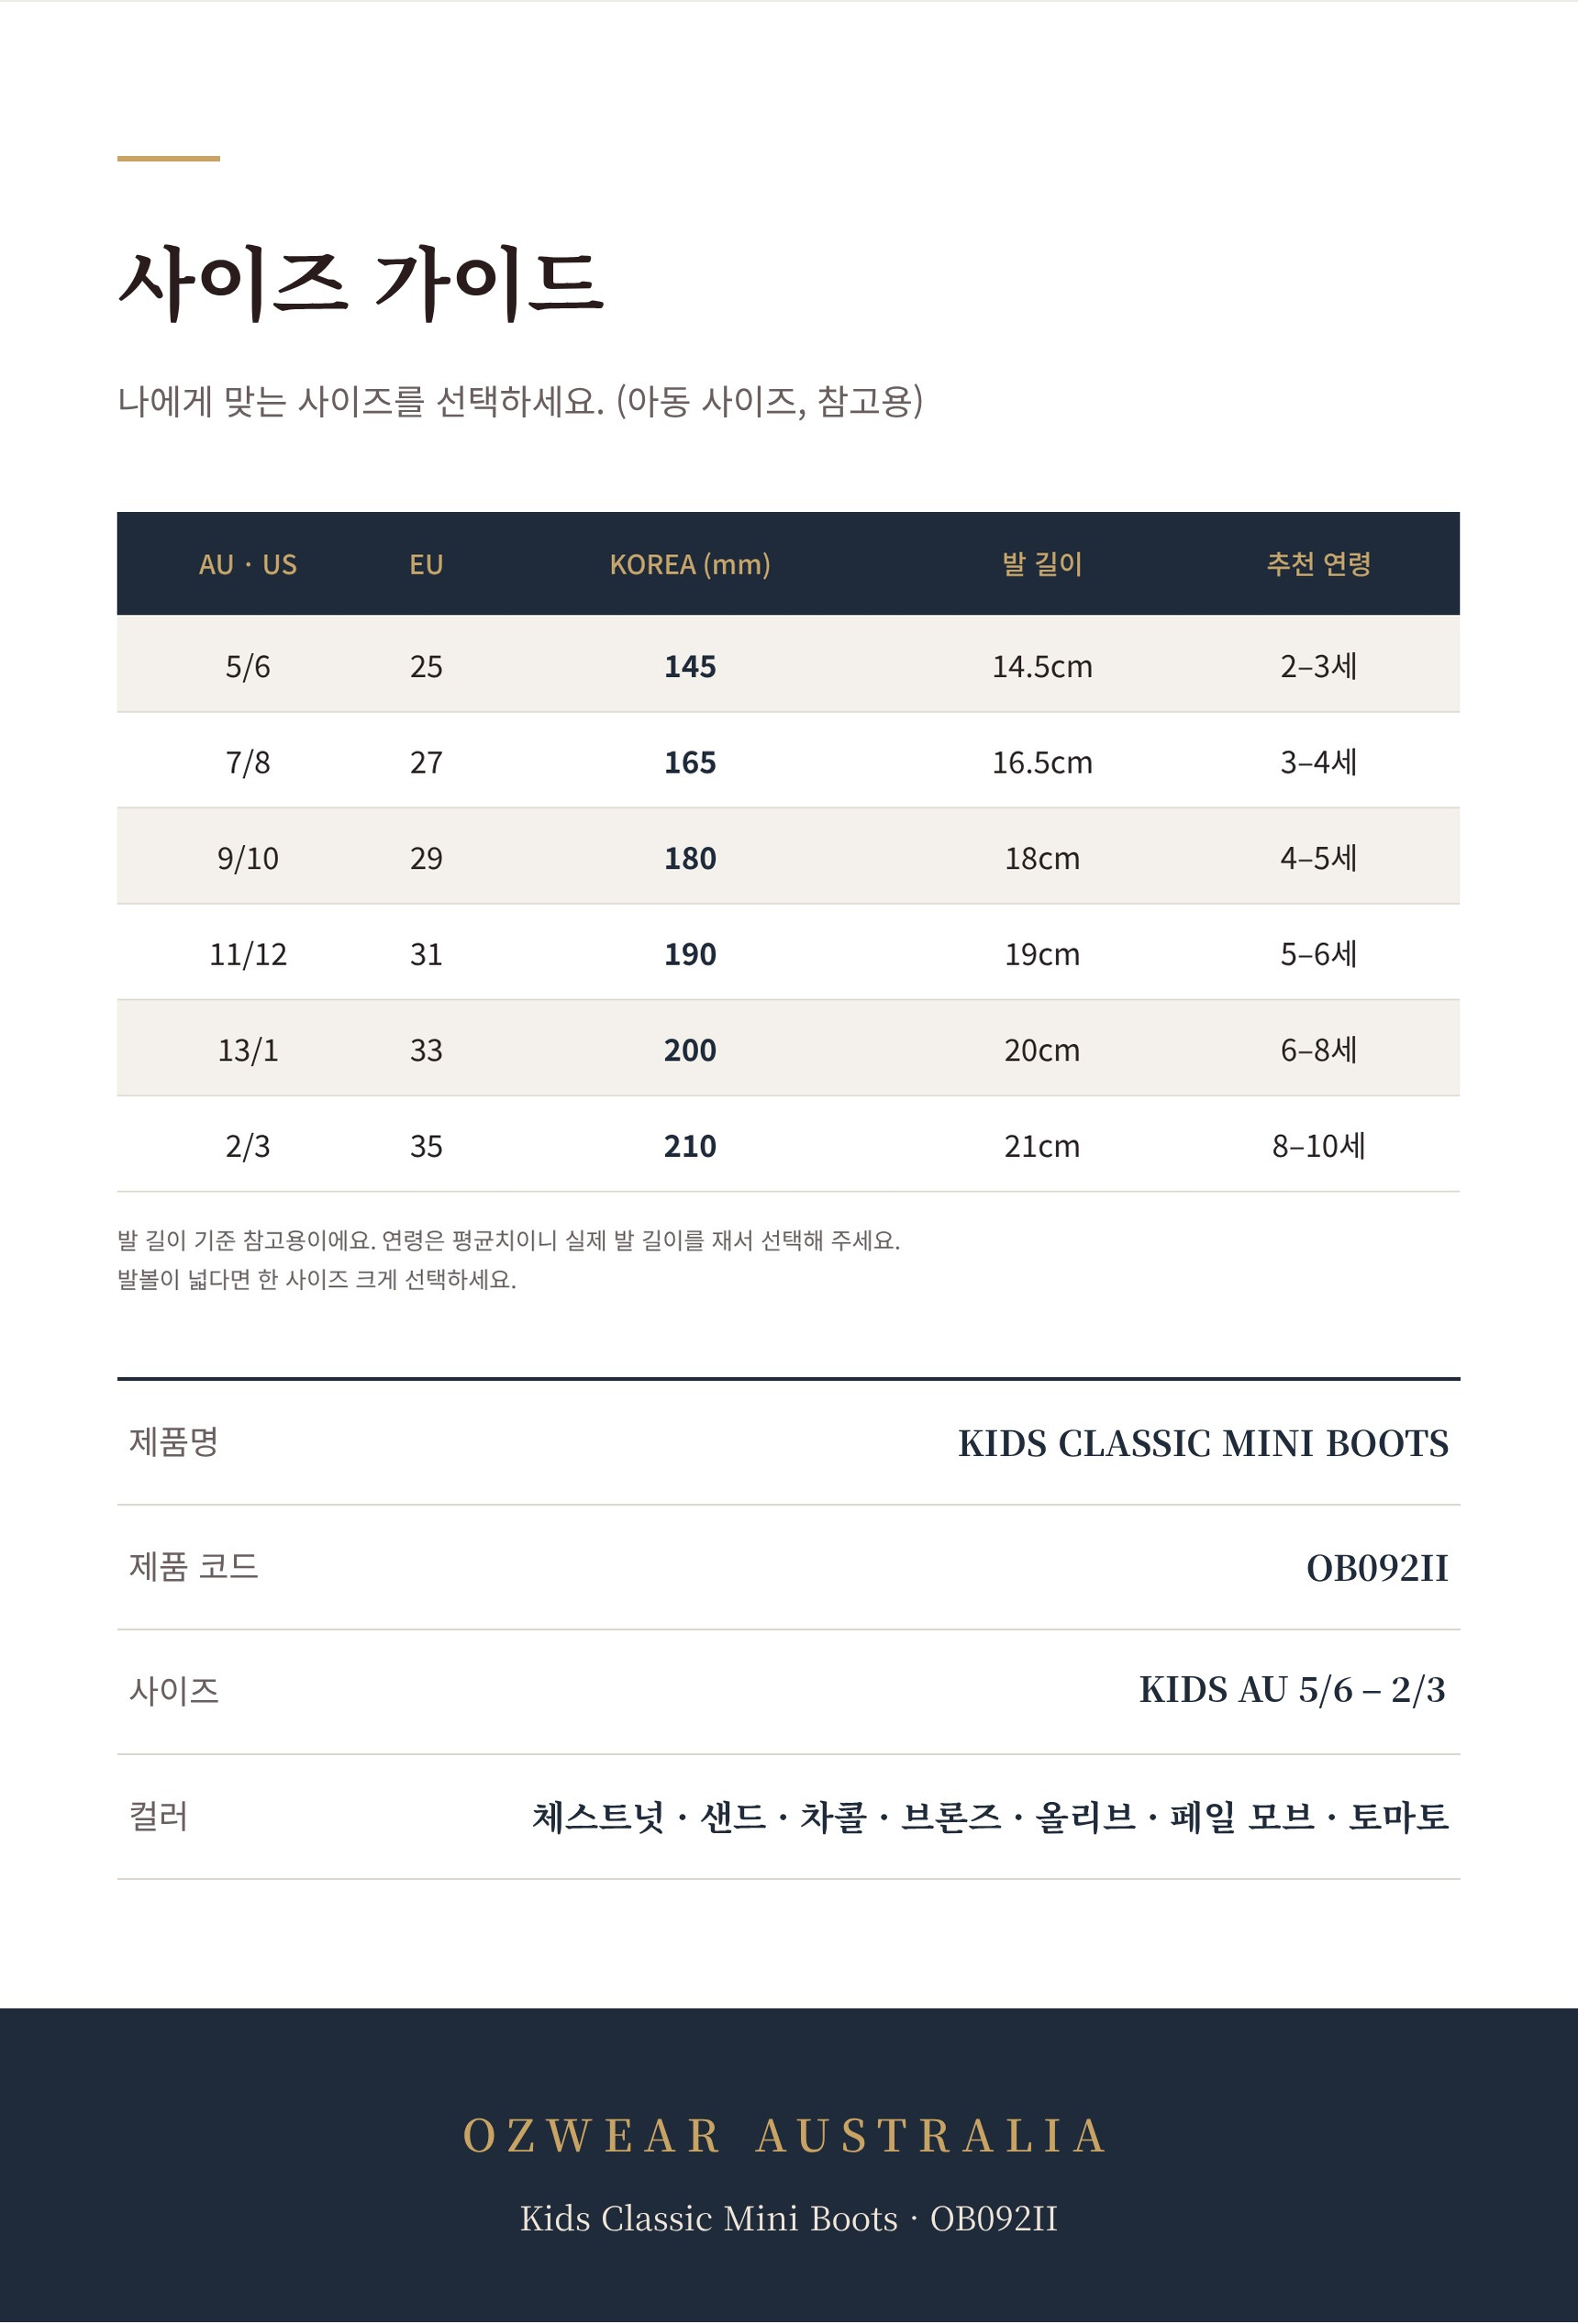 사이즈 가이드
나에게 맞는 사이즈를 선택하세요. (아동 사이즈, 참고용)
AU · US EU KOREA (mm) 발 길이 추천 연령
5/6 25 145 14.5cm 2–3세
7/8 27 165 16.5cm 3–4세
9/10 29 180 18cm 4–5세
11/12 31 190 19cm 5–6세
13/1 33 200 20cm 6–8세
2/3 35 210 21cm 8–10세
발 길이 기준 참고용이에요. 연령은 평균치이니 실제 발 길이를 재서 선택해 주세요.
발볼이 넓다면 한 사이즈 크게 선택하세요.
제품명 KIDS CLASSIC MINI BOOTS
제품 코드 OB092II
사이즈 KIDS AU 5/6 – 2/3
컬러 체스트넛 · 샌드 · 차콜 · 브론즈 · 올리브 · 페일 모브 · 토마토
OZWEAR AUSTRALIA
Kids Classic Mini Boots · OB092II